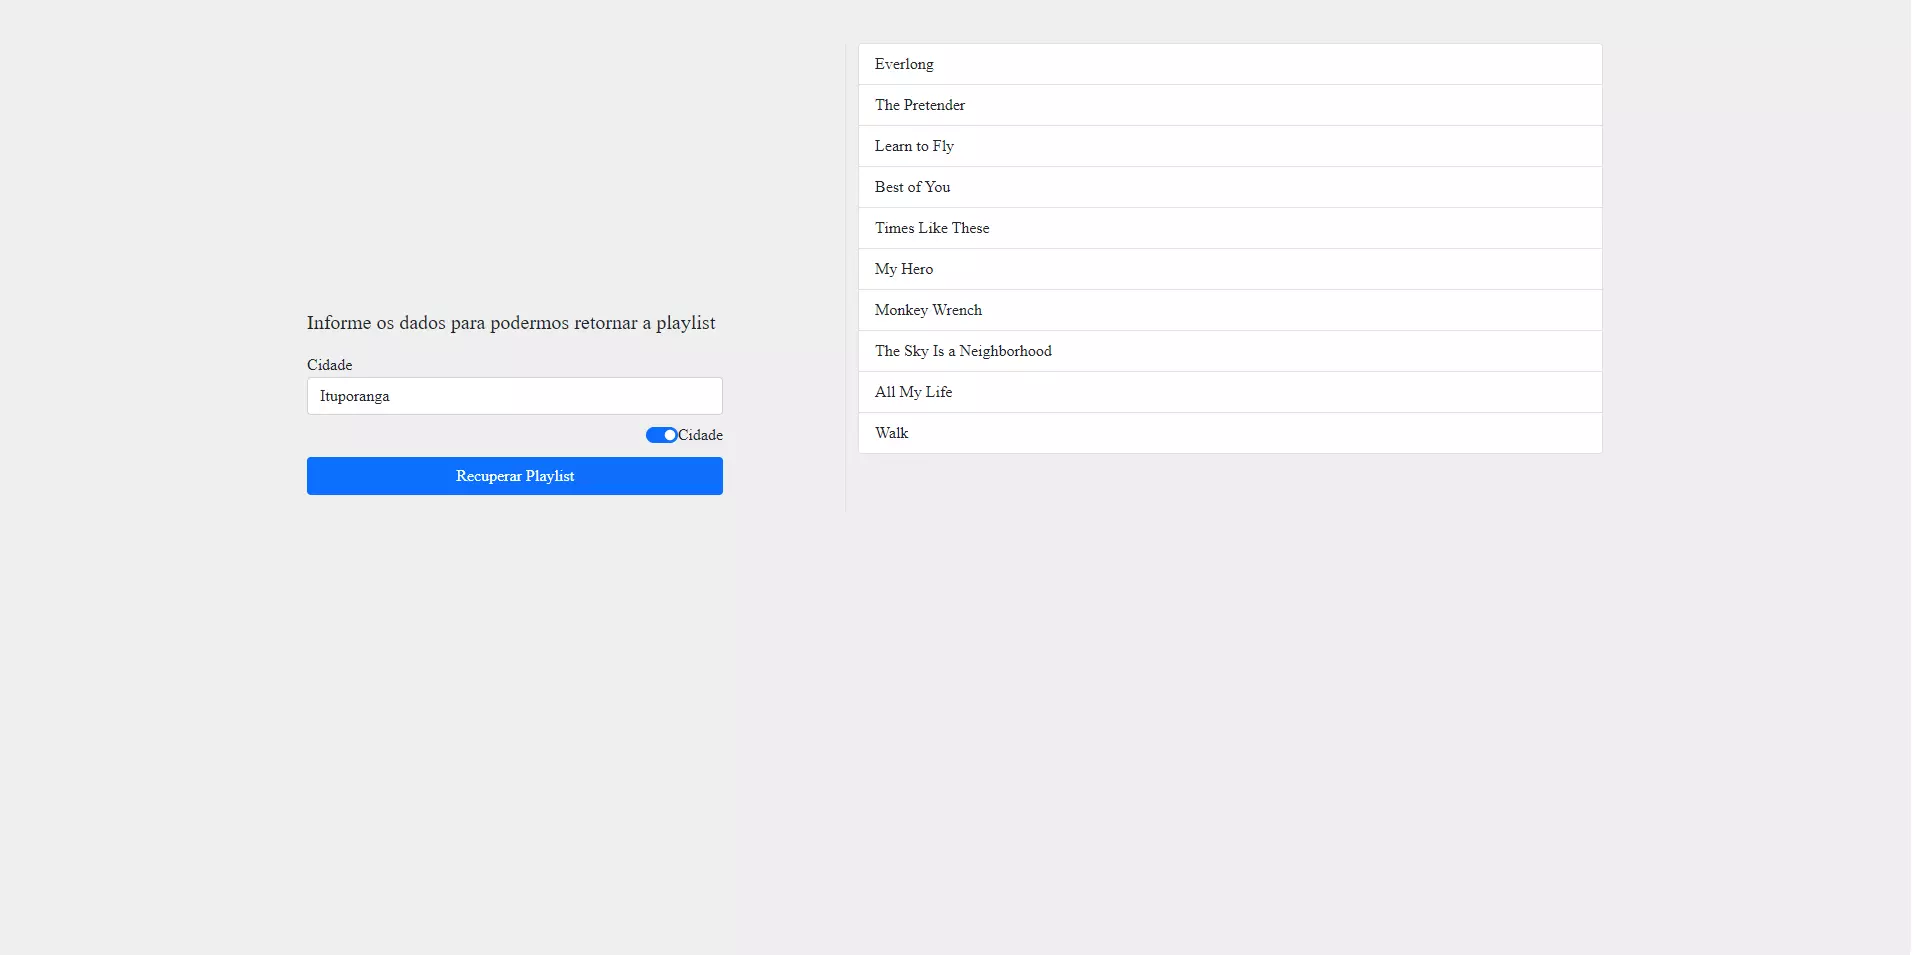 Informe os dados para podermos retornar a playlist
Cidade
Ituporanga
Cidade
Recuperar Playlist
Everlong
The Pretender
Learn to Fly
Best of You
Times Like These
My Hero
Monkey Wrench
The Sky Is a Neighborhood
All My Life
Walk